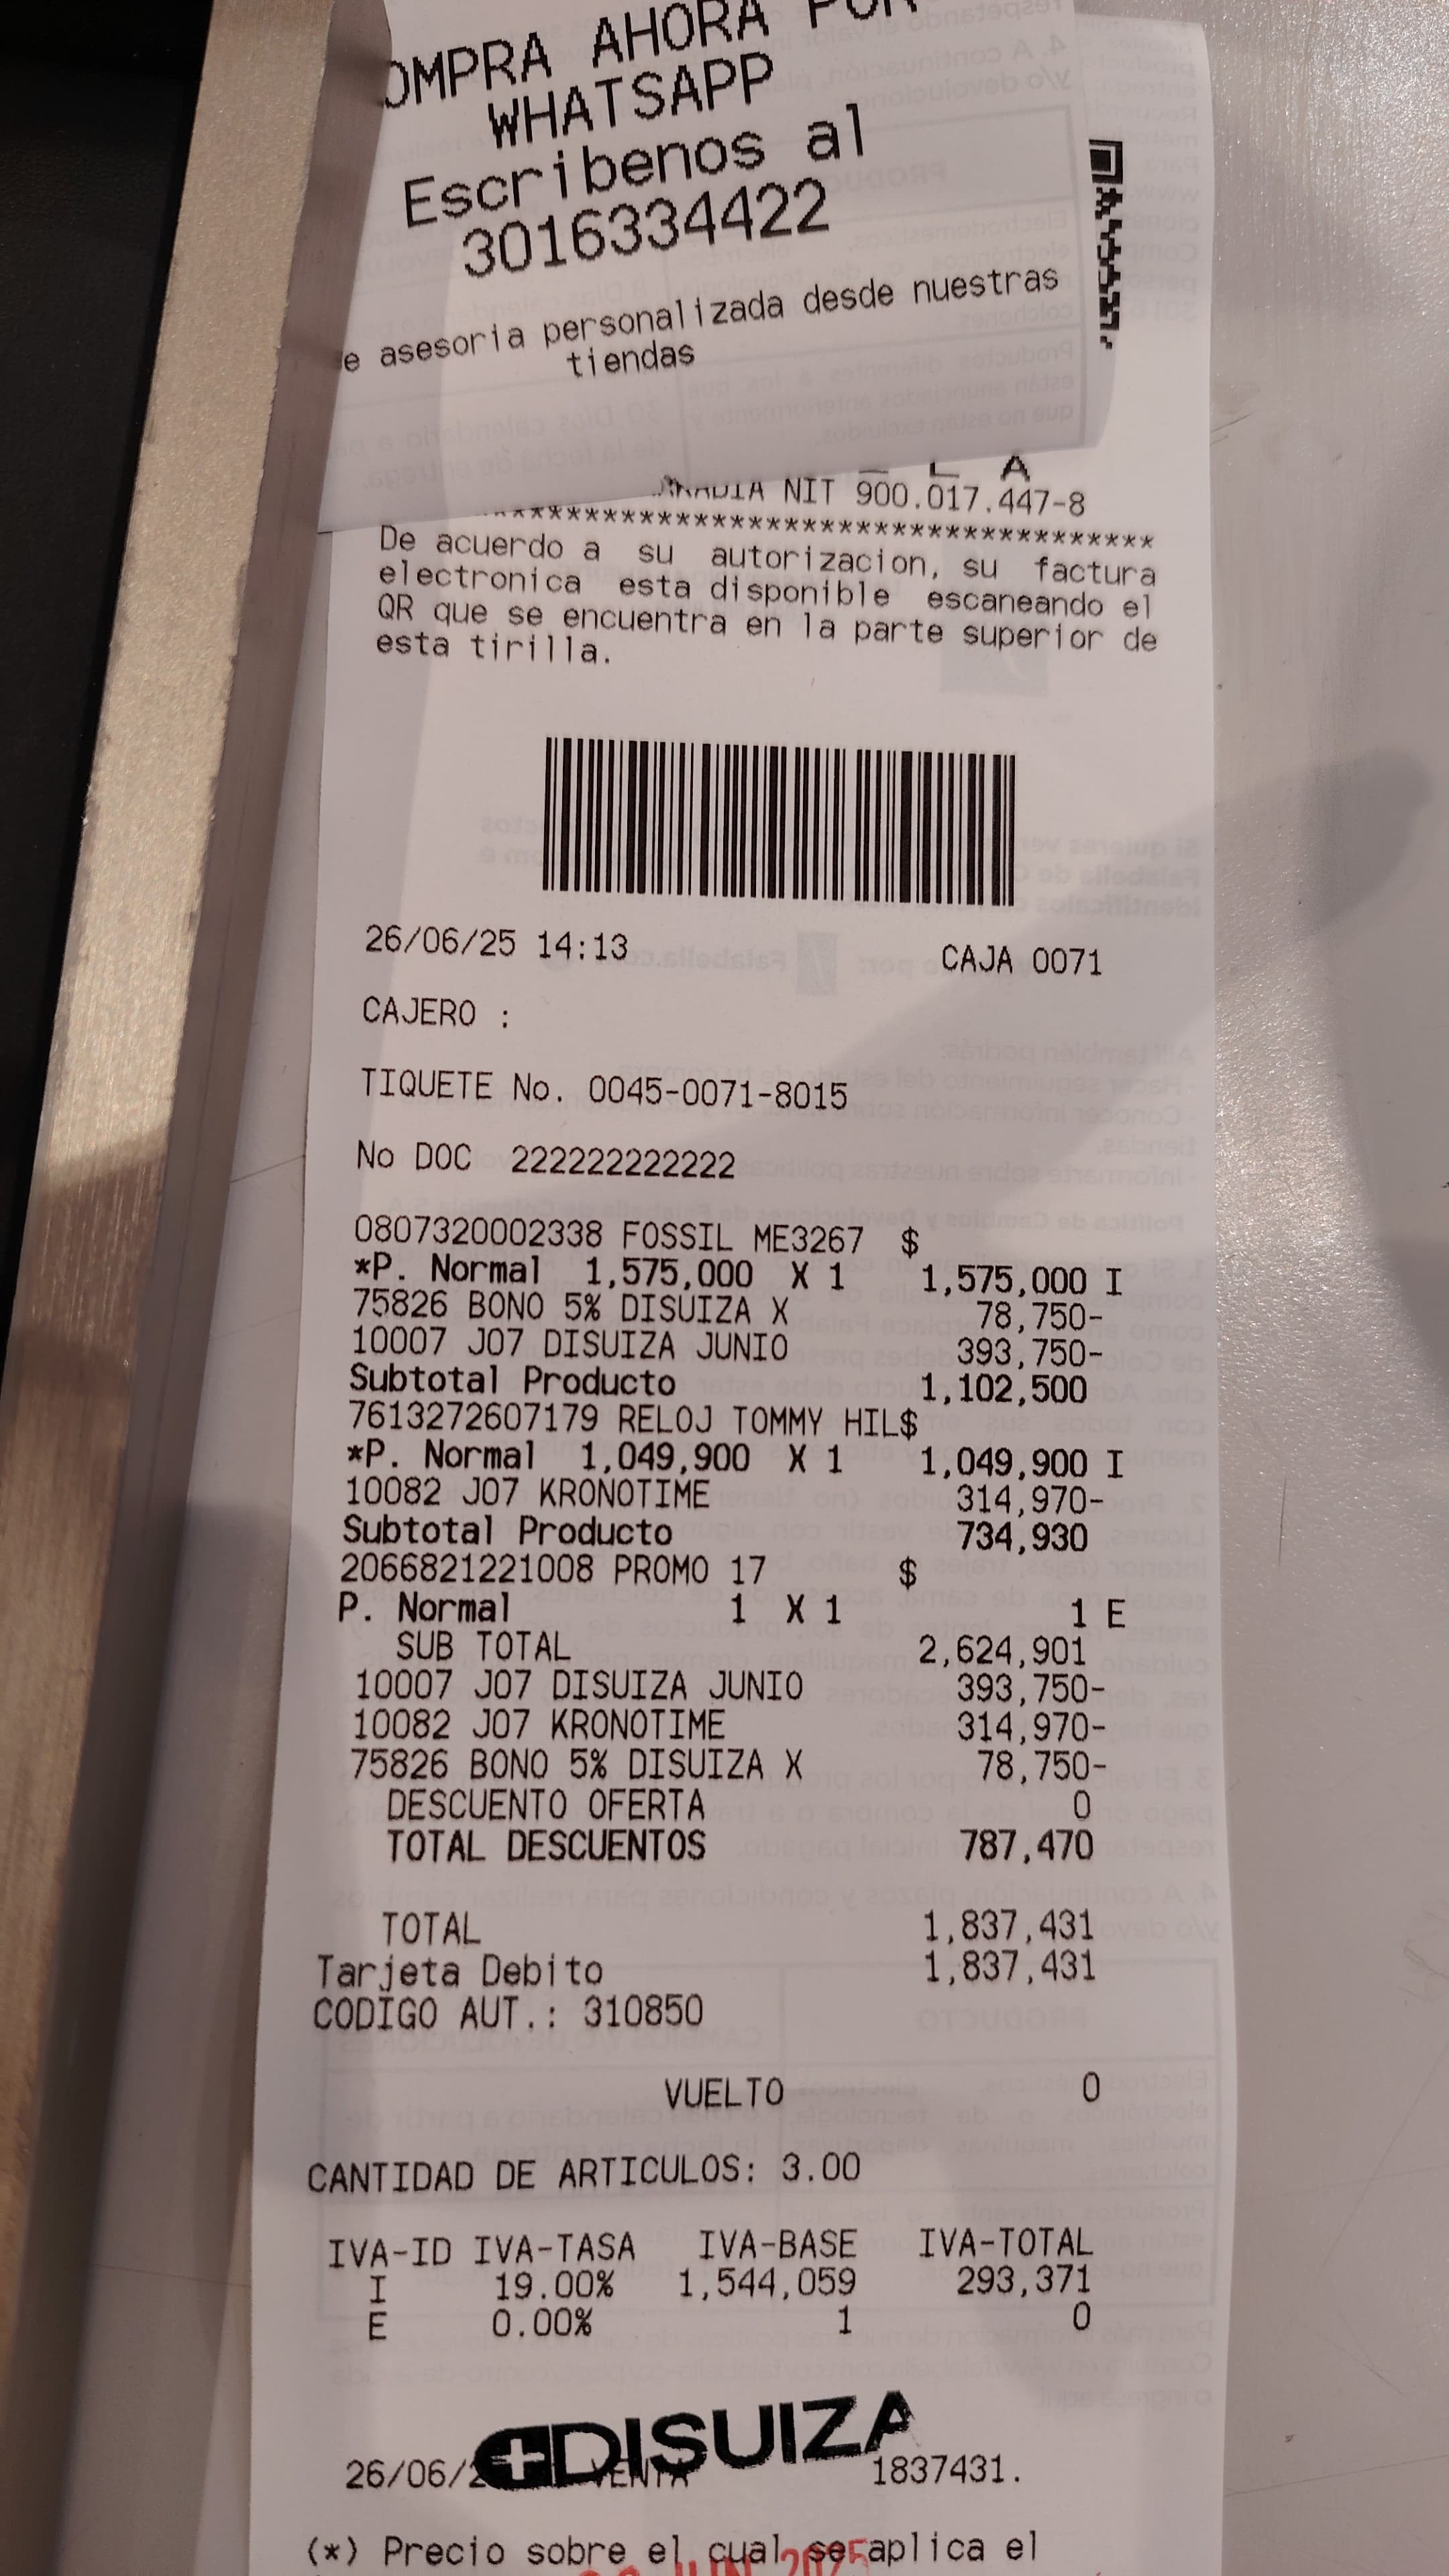 COMPRA AHORA POR
WHATSAPP
Escribenos al
3016334422
e asesoria personalizada desde nuestras
tiendas
L A
NIT 900.017.447-8
****************************************
De acuerdo a su autorizacion, su factura
electronica esta disponible escaneando el
QR que se encuentra en la parte superior de
esta tirilla.
26/06/25 14:13 CAJA 0071
CAJERO :
TIQUETE No. 0045-0071-8015
No DOC 222222222222
0807320002338 FOSSIL ME3267 $
*P. Normal 1,575,000 X 1 1,575,000 I
75826 BONO 5% DISUIZA X 78,750-
10007 J07 DISUIZA JUNIO 393,750-
Subtotal Producto 1,102,500
7613272607179 RELOJ TOMMY HIL$
*P. Normal 1,049,900 X 1 1,049,900 I
10082 J07 KRONOTIME 314,970-
Subtotal Producto 734,930
2066821221008 PROMO 17 $
P. Normal 1 X 1 1 E
SUB TOTAL 2,624,901
10007 J07 DISUIZA JUNIO 393,750-
10082 J07 KRONOTIME 314,970-
75826 BONO 5% DISUIZA X 78,750-
DESCUENTO OFERTA 0
TOTAL DESCUENTOS 787,470
TOTAL 1,837,431
Tarjeta Debito 1,837,431
CODIGO AUT.: 310850
VUELTO 0
CANTIDAD DE ARTICULOS: 3.00
IVA-ID IVA-TASA IVA-BASE IVA-TOTAL
I 19.00% 1,544,059 293,371
E 0.00% 1 0
DISUIZA
26/06/2 VENTA 1837431.
(*) Precio sobre el cual se aplica el
JUN 2025